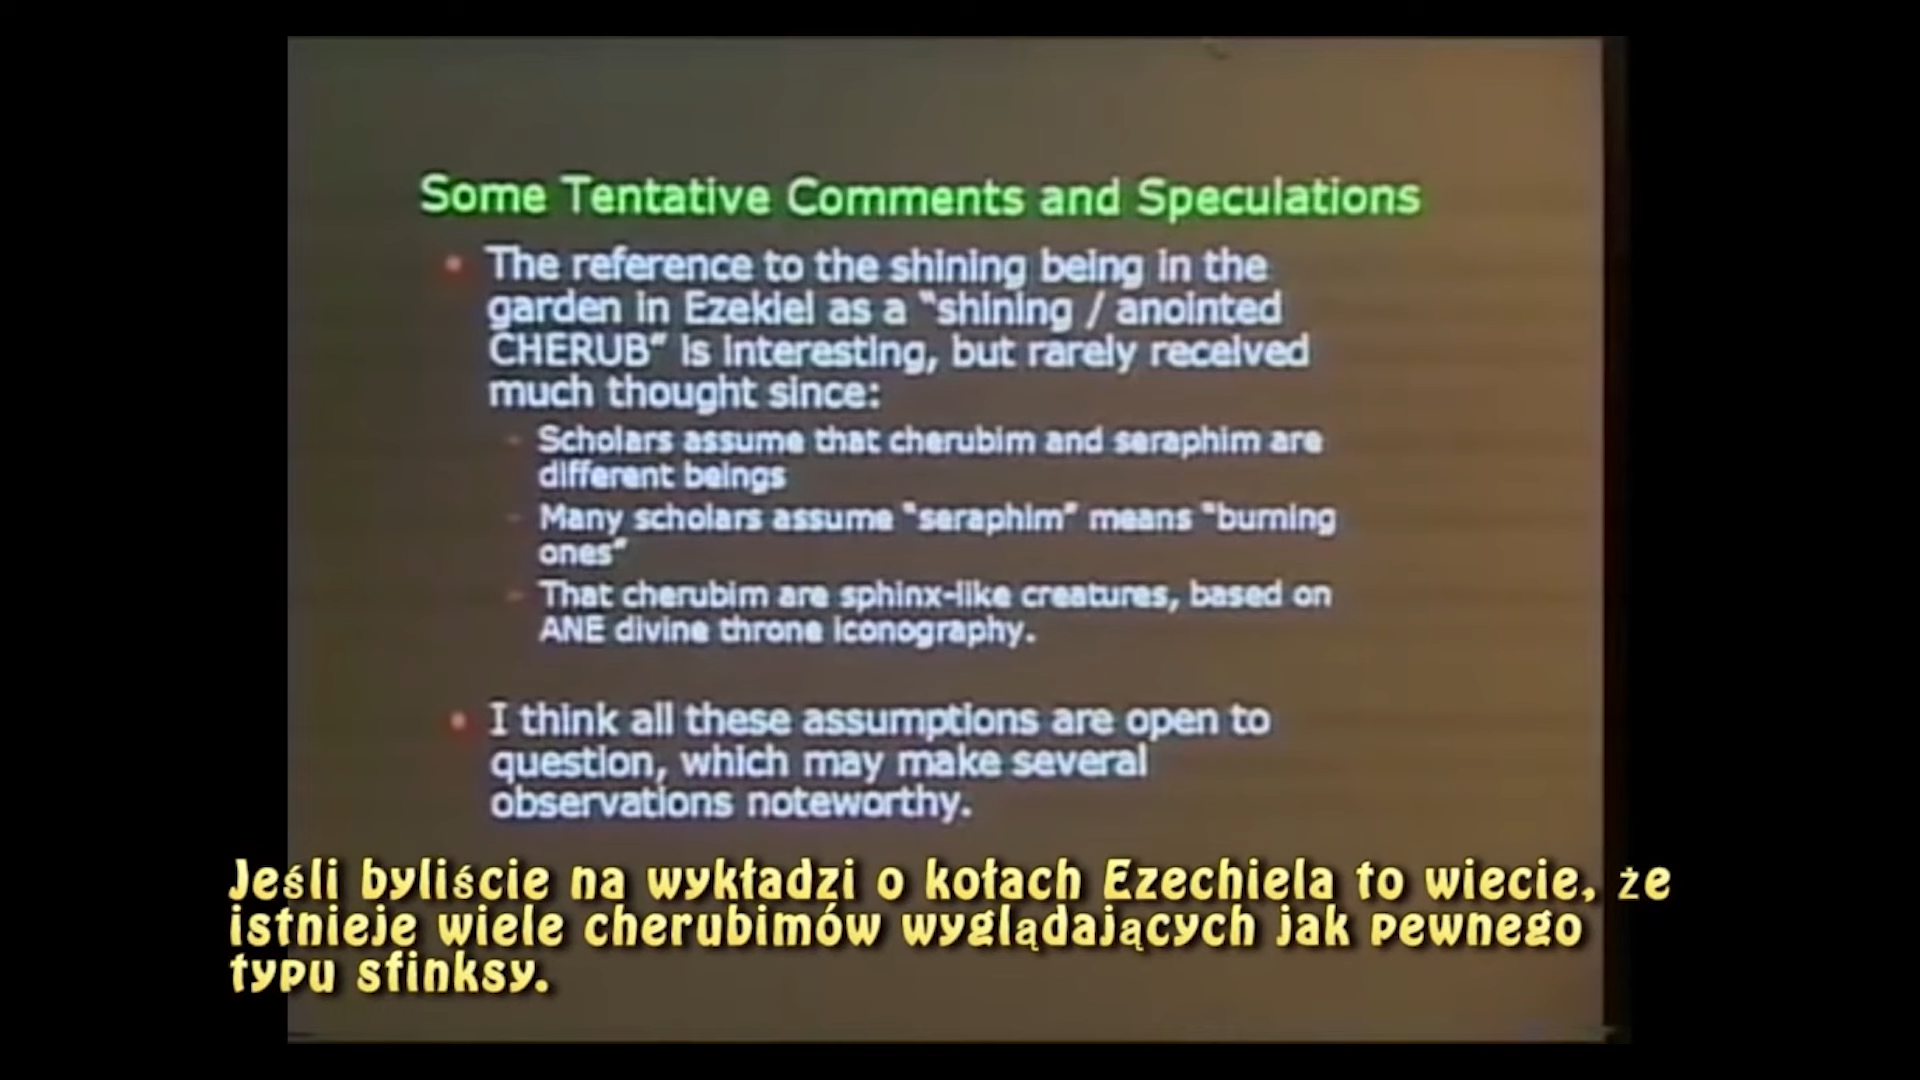 Some Tentative Comments and Speculations
• The reference to the shining being in the
garden in Ezekiel as a “shining / anointed
CHERUB” is interesting, but rarely received
much thought since:
– Scholars assume that cherubim and seraphim are
different beings
– Many scholars assume “seraphim” means “burning
ones”
– That cherubim are sphinx-like creatures, based on
ANE divine throne iconography.
• I think all these assumptions are open to
question, which may make several
observations noteworthy.
Jeśli byliście na wykładzi o kołach Ezechiela to wiecie, że
istnieje wiele cherubimów wyglądających jak pewnego
typu sfinksy.